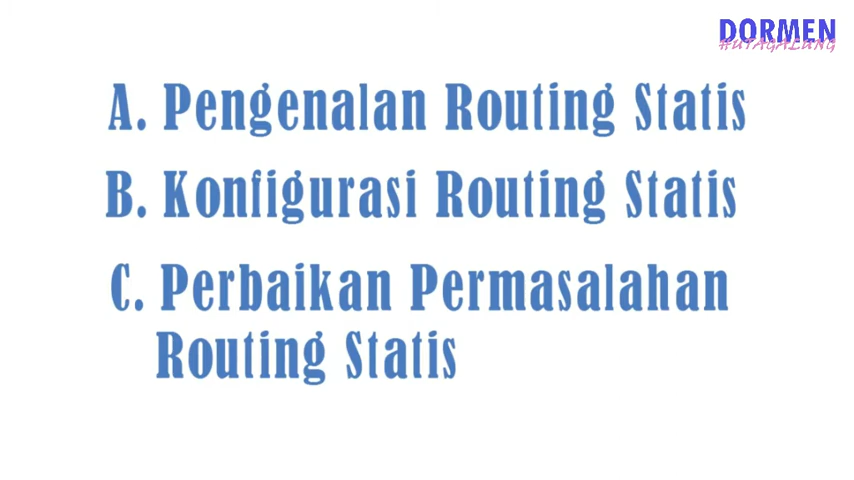 DORMEN
HUTAGALUNG
A. Pengenalan Routing Statis
B. Konfigurasi Routing Statis
C. Perbaikan Permasalahan
Routing Statis